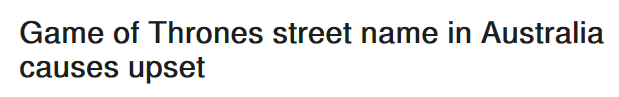 Game of Thrones street name in Australia
causes upset